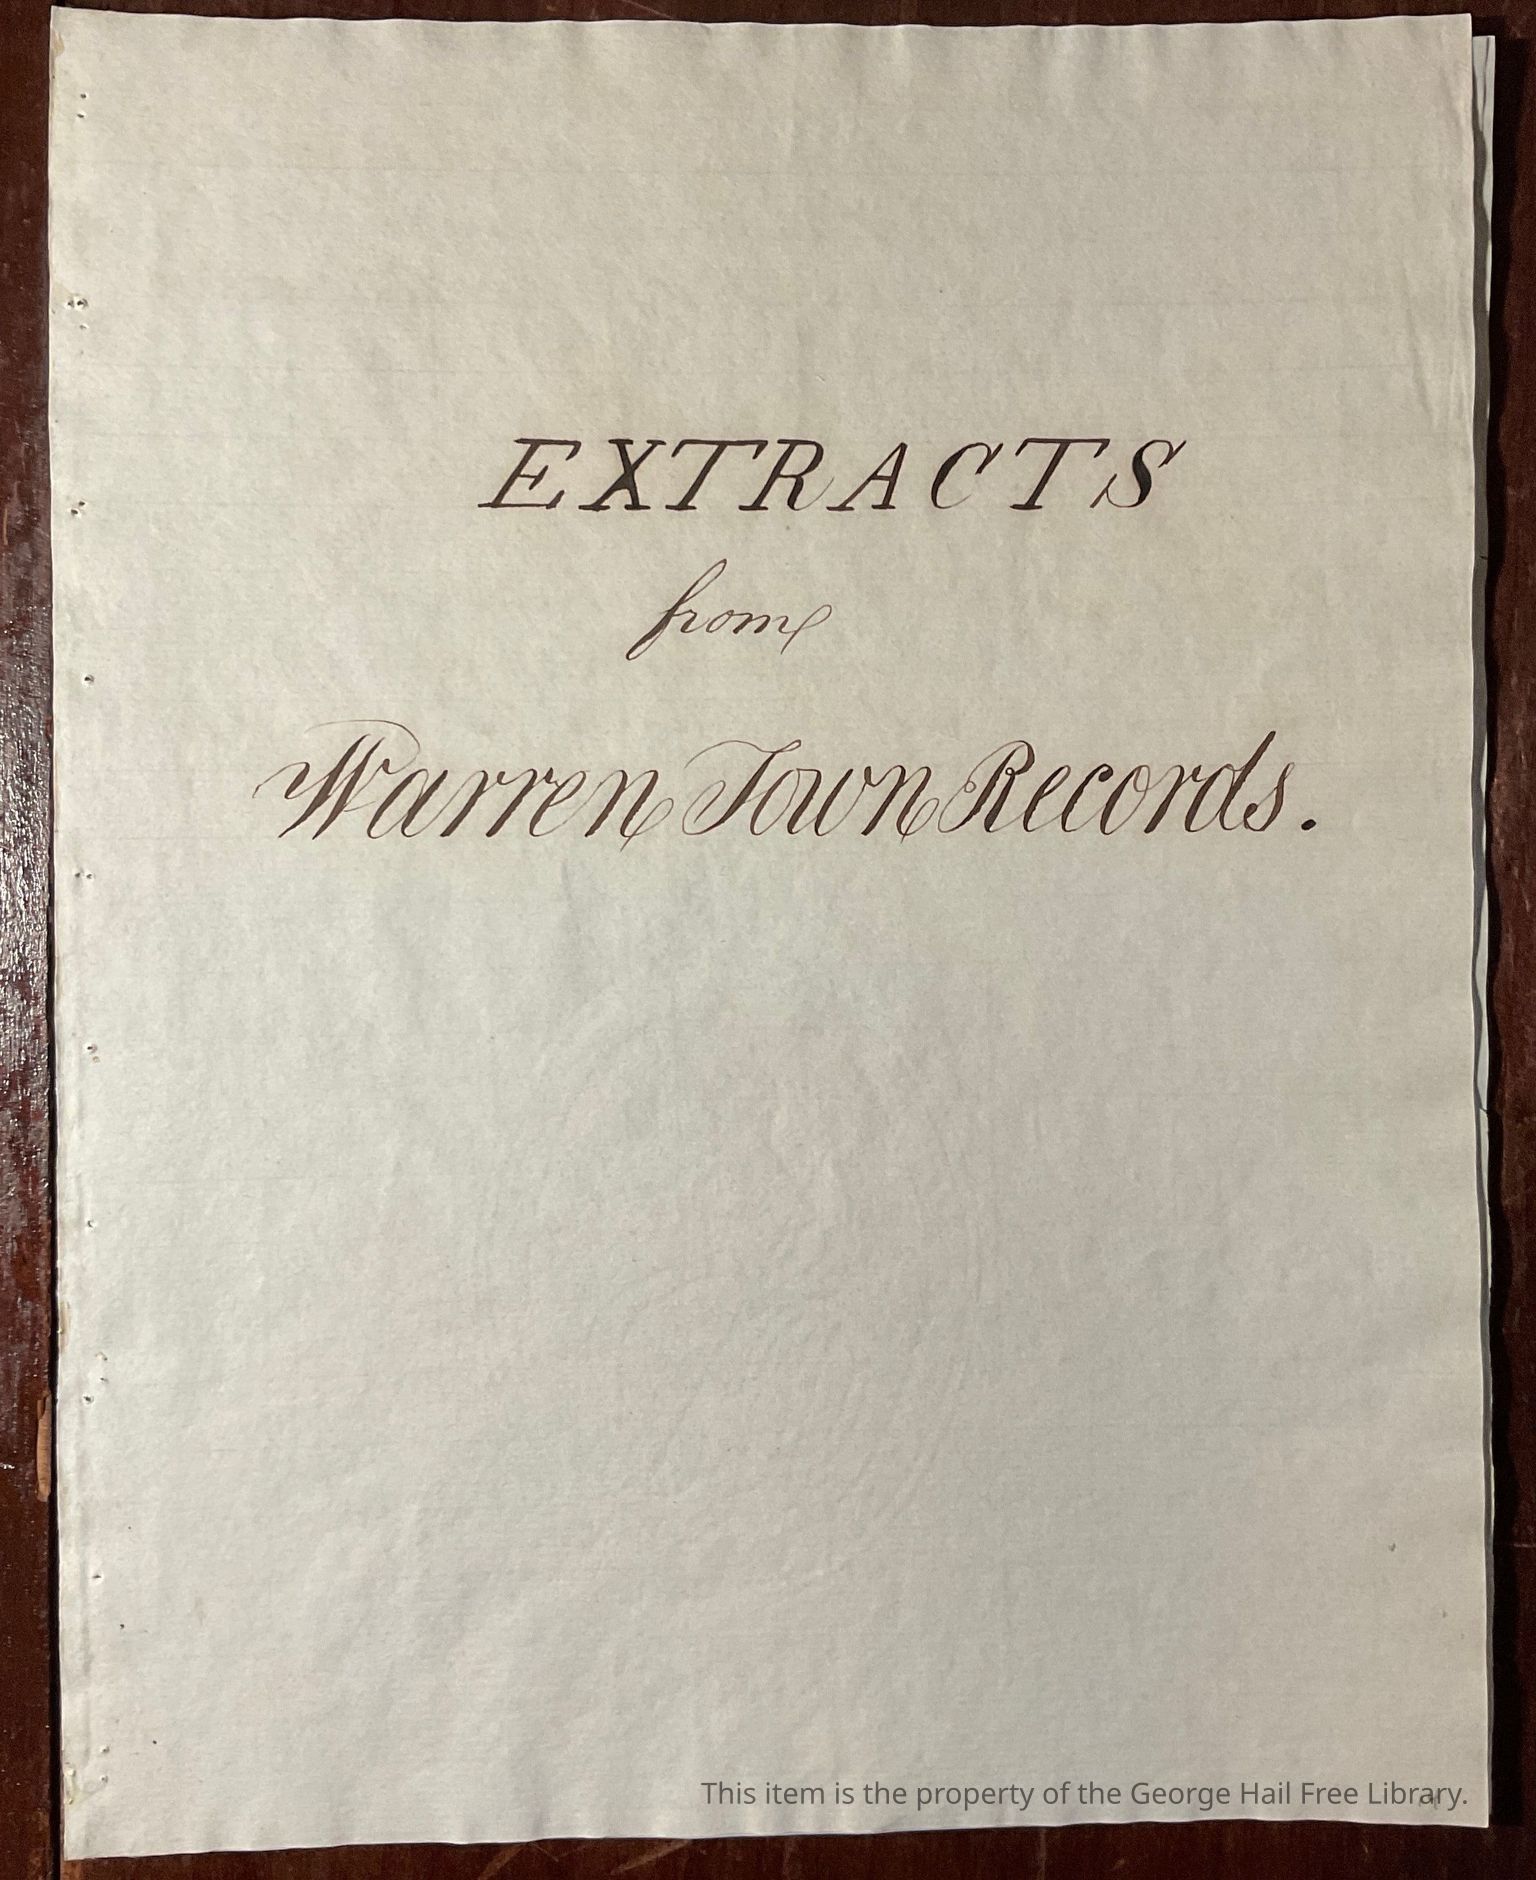 EXTRACTS
from
Warren Town Records.
This item is the property of the George Hail Free Library.